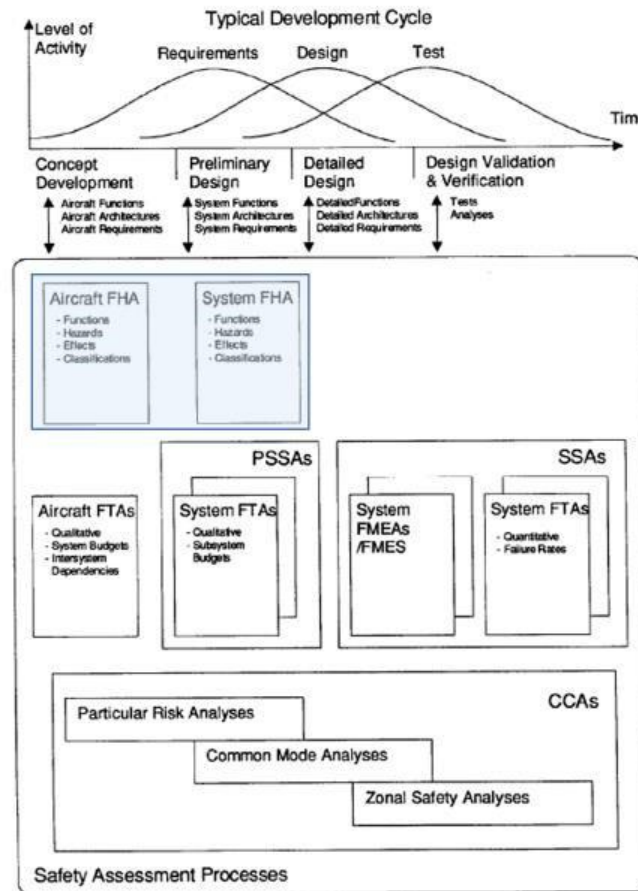 Typical Development Cycle
Level of
Activity
Requirements
Design
Test
Tim
Concept
Development
Preliminary
Design
Detailed
Design
Design Validation
& Verification
Aircraft Functions
Aircraft Architectures
Aircraft Requirements
System Functions
System Architectures
System Requirements
DetailedFunctions
Detailed Architectures
Detailed Requirements
Tests
Analyses
Aircraft FHA
- Functions
- Hazards
- Effects
- Classifications
System FHA
- Functions
- Hazards
- Effects
- Classifications
PSSAs
SSAs
Aircraft FTAs
- Qualitative
- System Budgets
- Intersystem
Dependencies
System FTAs
- Qualitative
- Subsystem
Budgets
System
FMEAs
/FMES
System FTAs
- Quantitative
- Failure Rates
CCAs
Particular Risk Analyses
Common Mode Analyses
Zonal Safety Analyses
Safety Assessment Processes